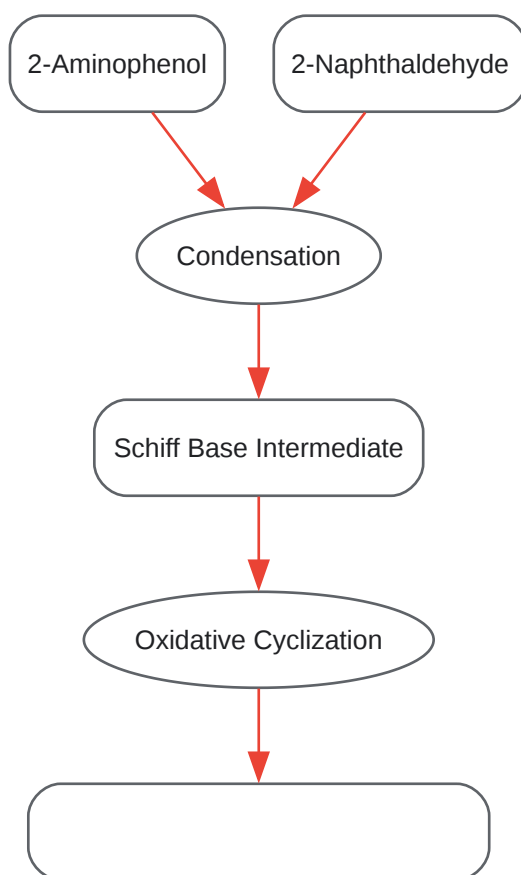 2-Aminophenol
2-Naphthaldehyde
Condensation
Schiff Base Intermediate
Oxidative Cyclization